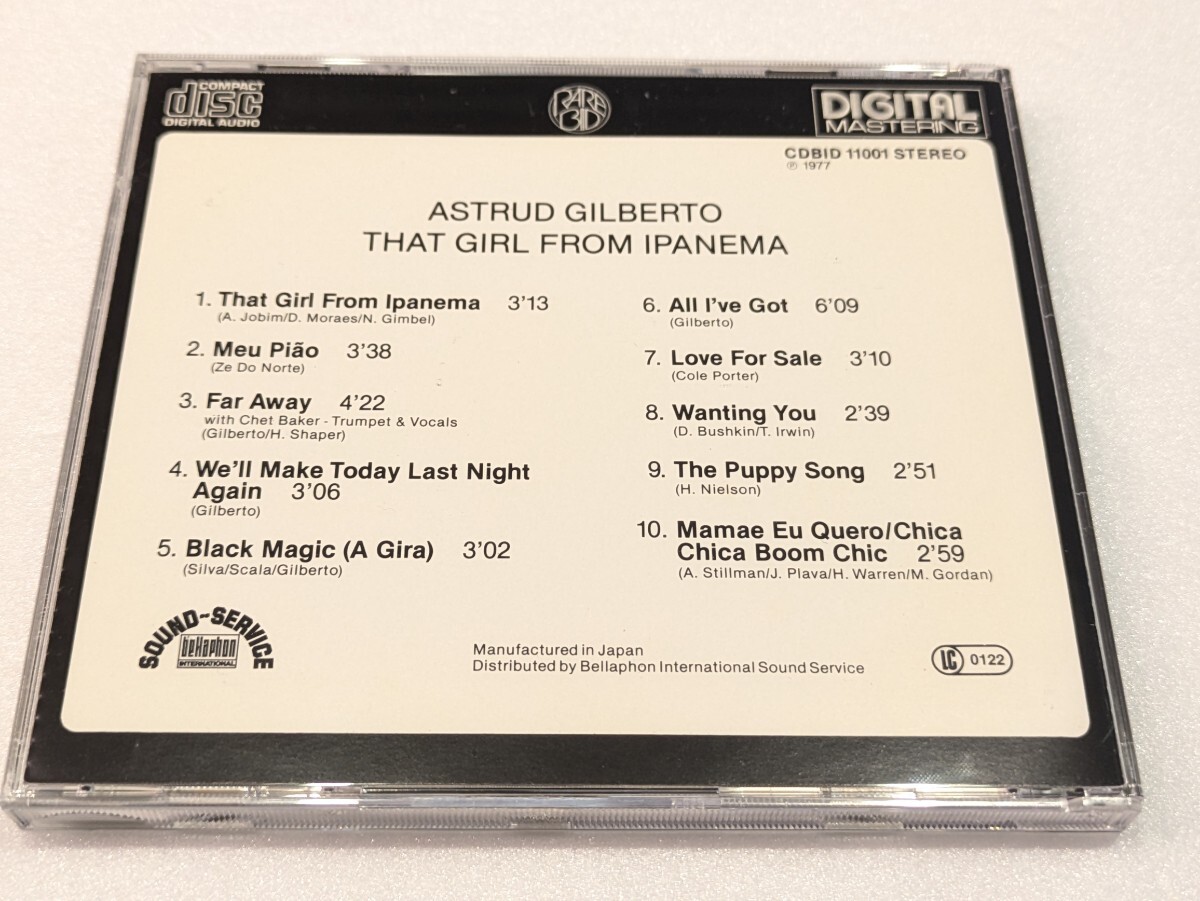 COMPACT
disc
DIGITAL AUDIO
RARE
BID
DIGITAL
MASTERING
CDBID 11001 STEREO
℗ 1977
ASTRUD GILBERTO
THAT GIRL FROM IPANEMA
1. That Girl From Ipanema 3'13
(A. Jobim/D. Moraes/N. Gimbel)
2. Meu Pião 3'38
(Ze Do Norte)
3. Far Away 4'22
with Chet Baker - Trumpet & Vocals
(Gilberto/H. Shaper)
4. We'll Make Today Last Night
Again 3'06
(Gilberto)
5. Black Magic (A Gira) 3'02
(Silva/Scala/Gilberto)
6. All I've Got 6'09
(Gilberto)
7. Love For Sale 3'10
(Cole Porter)
8. Wanting You 2'39
(D. Bushkin/T. Irwin)
9. The Puppy Song 2'51
(H. Nielson)
10. Mamae Eu Quero/Chica
Chica Boom Chic 2'59
(A. Stillman/J. Plava/H. Warren/M. Gordan)
SOUND-SERVICE
bellaphon
INTERNATIONAL
Manufactured in Japan
Distributed by Bellaphon International Sound Service
LC 0122